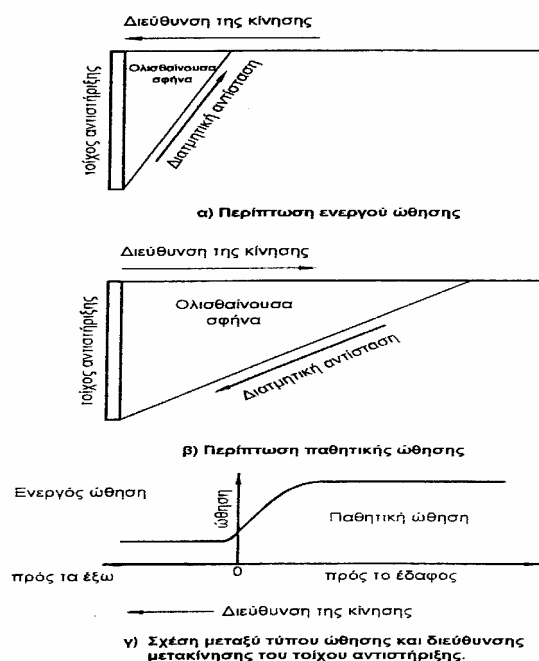 Διεύθυνση της κίνησης
τοίχος αντιστήριξης
Ολισθαίνουσα
σφήνα
Διατμητική αντίσταση
α) Περίπτωση ενεργού ώθησης
Διεύθυνση της κίνησης
τοίχος αντιστήριξης
Ολισθαίνουσα
σφήνα
Διατμητική αντίσταση
β) Περίπτωση παθητικής ώθησης
Ενεργός ώθηση
ώθηση
Παθητική ώθηση
πρός τα έξω
0
πρός το έδαφος
Διεύθυνση της κίνησης
γ) Σχέση μεταξύ τύπου ώθησης και διεύθυνσης
μετακίνησης του τοίχου αντιστήριξης.